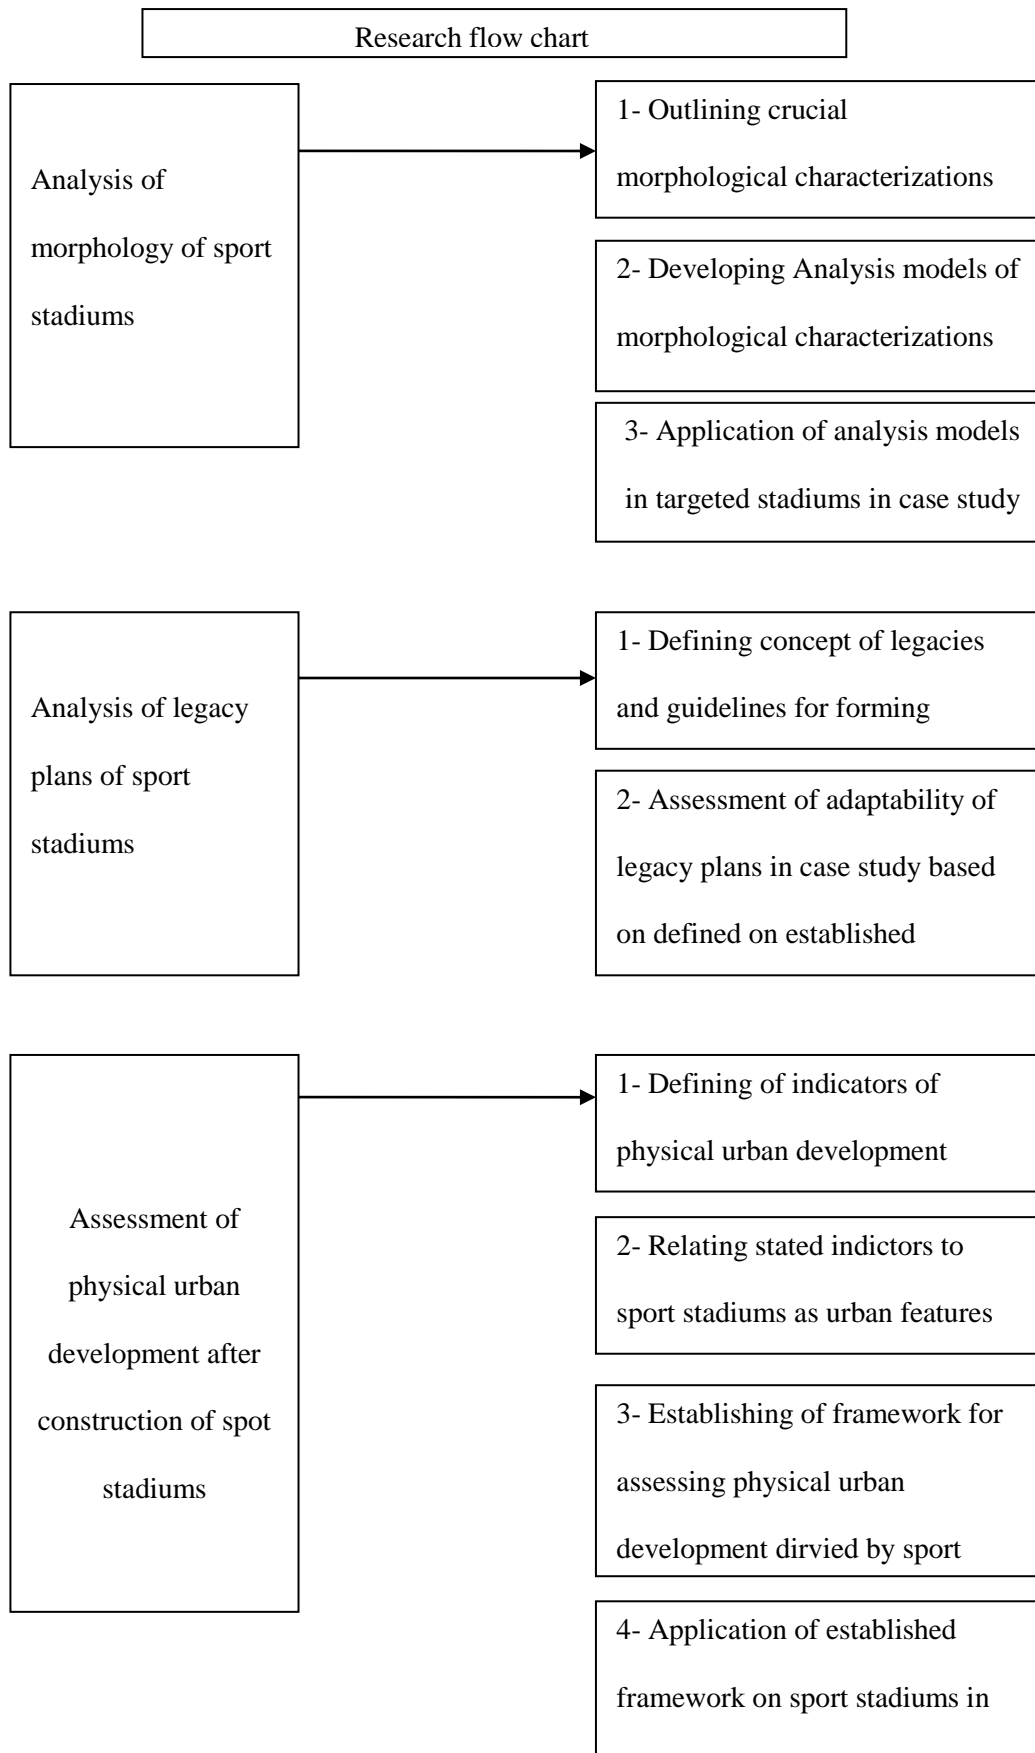 Research flow chart
Analysis of
morphology of sport
stadiums
1- Outlining crucial
morphological characterizations
2- Developing Analysis models of
morphological characterizations
3- Application of analysis models
in targeted stadiums in case study
Analysis of legacy
plans of sport
stadiums
1- Defining concept of legacies
and guidelines for forming
2- Assessment of adaptability of
legacy plans in case study based
on defined on established
Assessment of
physical urban
development after
construction of spot
stadiums
1- Defining of indicators of
physical urban development
2- Relating stated indictors to
sport stadiums as urban features
3- Establishing of framework for
assessing physical urban
development dirvied by sport
4- Application of established
framework on sport stadiums in